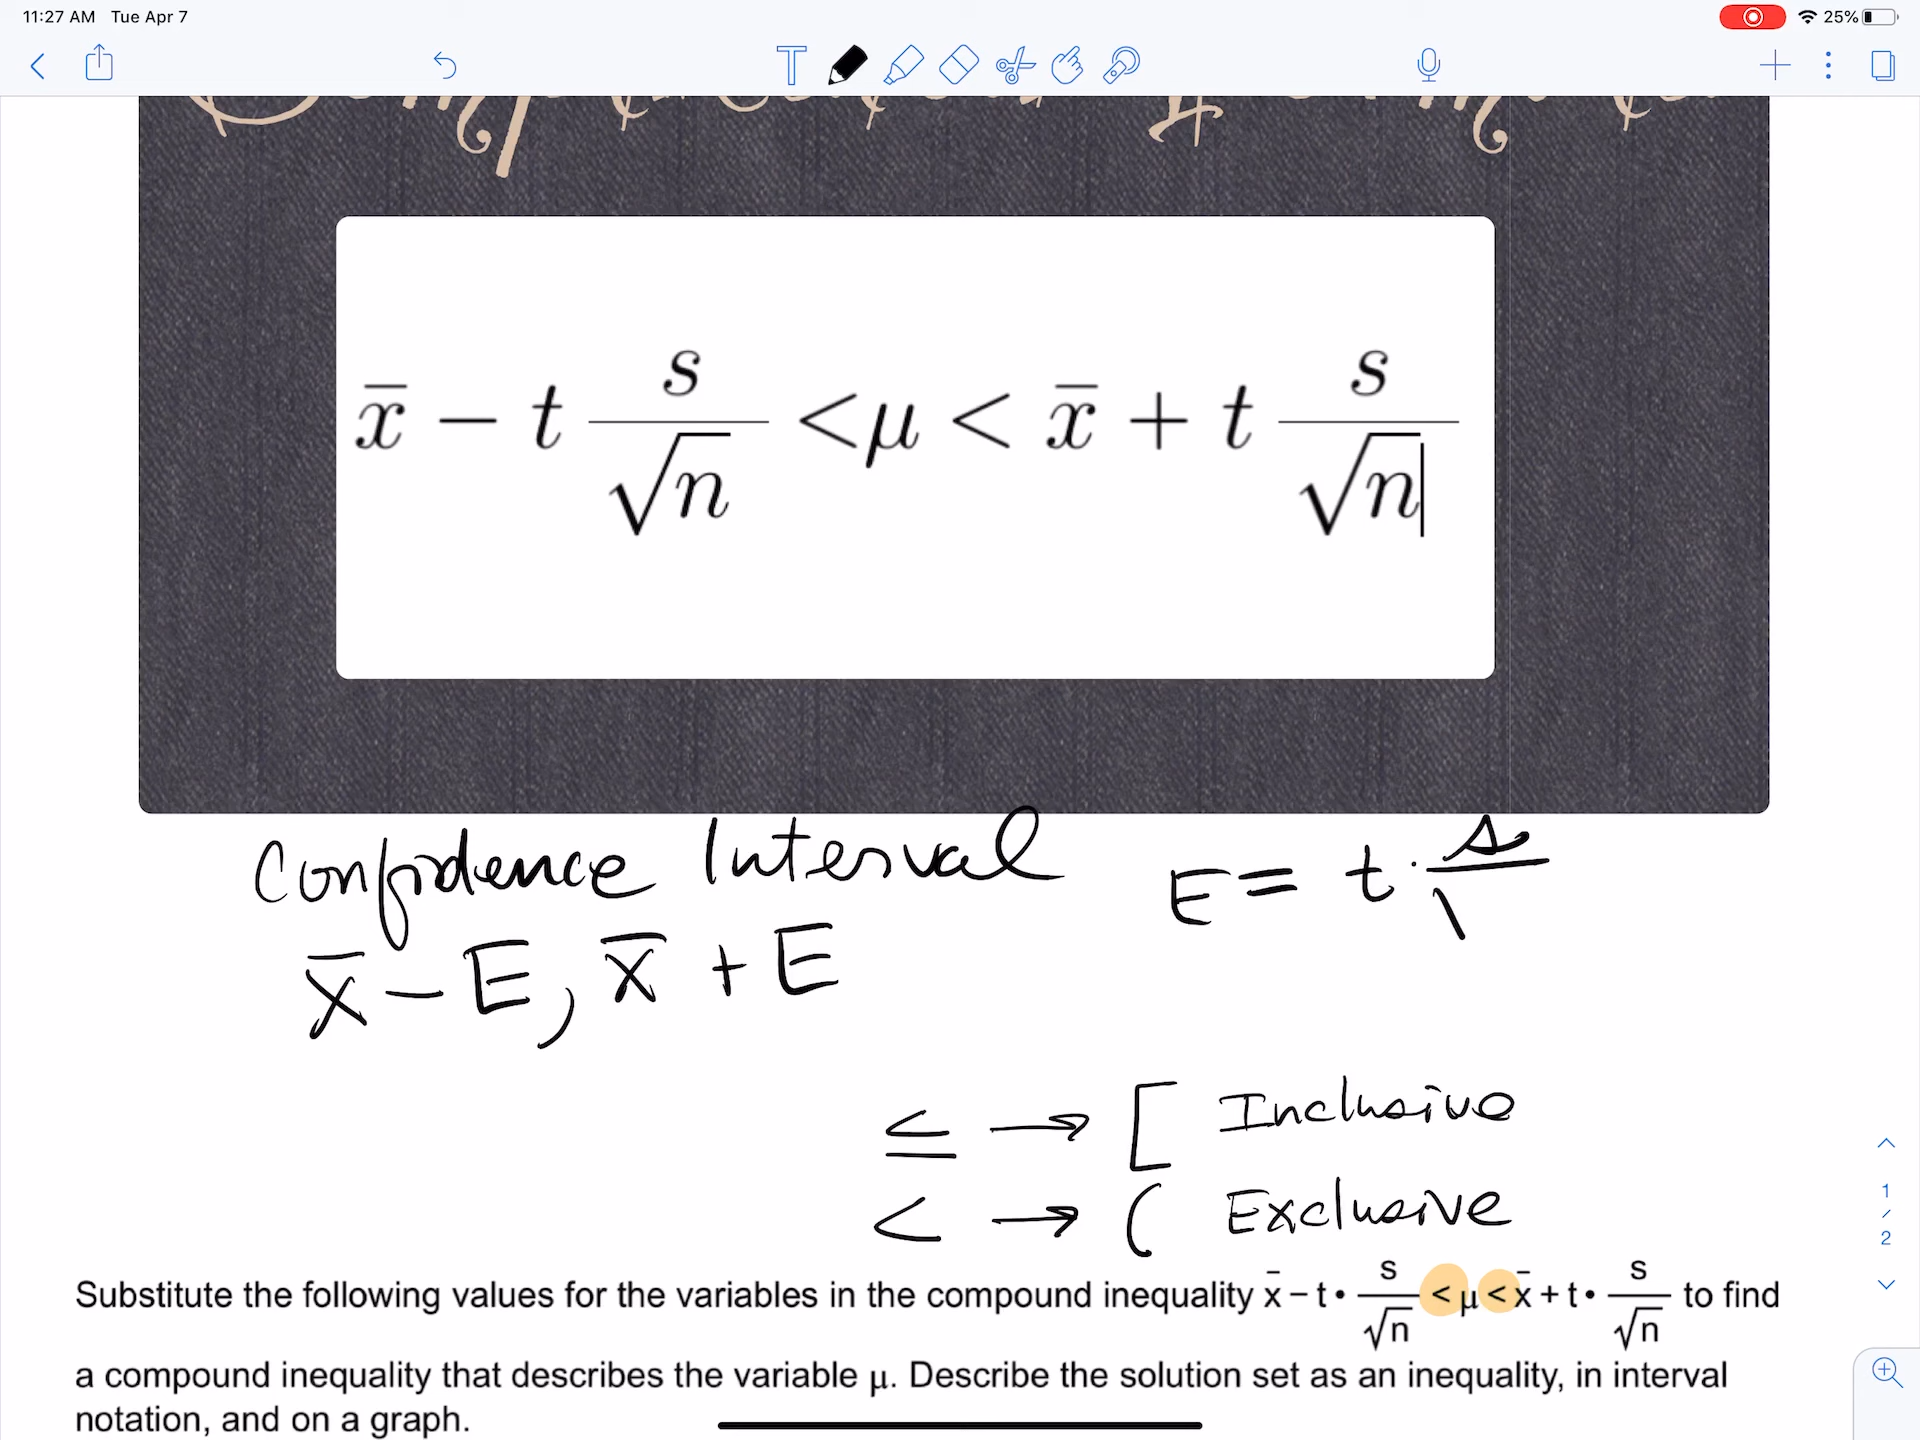 11:27 AM Tue Apr 7 25%
x̄ − t s/√n <μ < x̄ + t s/√n
Confidence Interval E = t · s/
x̄ − E, x̄ + E
≤ → [ Inclusive
< → ( Exclusive
1
/
2
Substitute the following values for the variables in the compound inequality x̄ − t• s/√n < μ < x̄ + t• s/√n to find
a compound inequality that describes the variable μ. Describe the solution set as an inequality, in interval
notation, and on a graph.